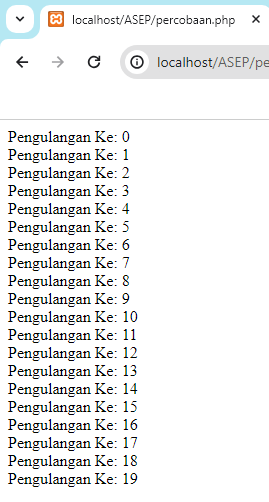 localhost/ASEP/percobaan.php
localhost/ASEP/pe
Pengulangan Ke: 0
Pengulangan Ke: 1
Pengulangan Ke: 2
Pengulangan Ke: 3
Pengulangan Ke: 4
Pengulangan Ke: 5
Pengulangan Ke: 6
Pengulangan Ke: 7
Pengulangan Ke: 8
Pengulangan Ke: 9
Pengulangan Ke: 10
Pengulangan Ke: 11
Pengulangan Ke: 12
Pengulangan Ke: 13
Pengulangan Ke: 14
Pengulangan Ke: 15
Pengulangan Ke: 16
Pengulangan Ke: 17
Pengulangan Ke: 18
Pengulangan Ke: 19